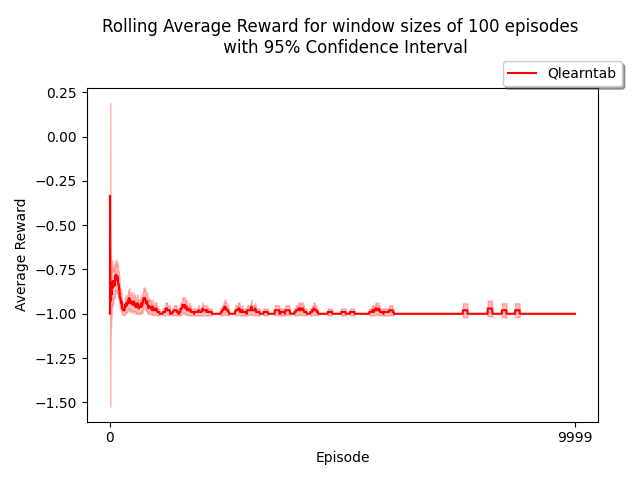 Rolling Average Reward for window sizes of 100 episodes
with 95% Confidence Interval
Qlearntab
0.25
0.00
−0.25
−0.50
−0.75
−1.00
−1.25
−1.50
Average Reward
0
9999
Episode